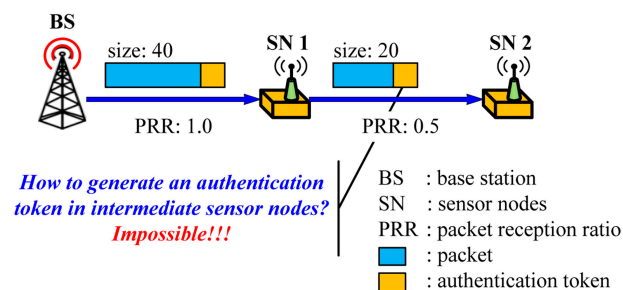 BS
size: 40
SN 1
size: 20
SN 2
PRR: 1.0
PRR: 0.5
How to generate an authentication
token in intermediate sensor nodes?
Impossible!!!
BS : base station
SN : sensor nodes
PRR : packet reception ratio
: packet
: authentication token